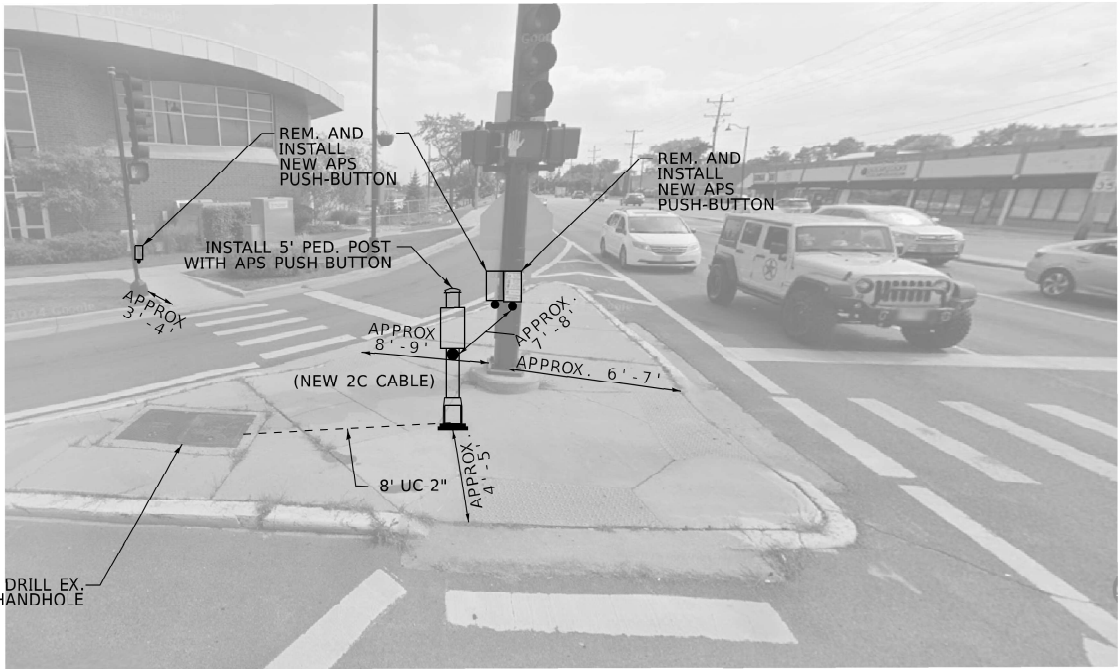 REM. AND
INSTALL
NEW APS
PUSH-BUTTON
REM. AND
INSTALL
NEW APS
PUSH-BUTTON
INSTALL 5' PED. POST
WITH APS PUSH BUTTON
APPROX
3'-4'
APPROX
8'-9'
APPROX.
7'-8'
APPROX. 6'-7'
(NEW 2C CABLE)
APPROX.
4'-5'
8' UC 2"
DRILL EX.
HANDHO E
35